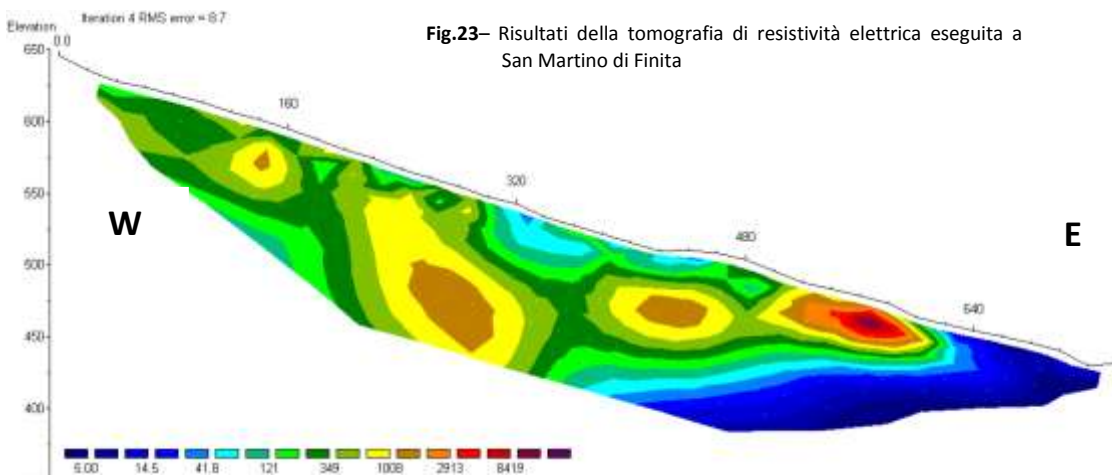 Iteration 4 RMS error = 8.7
Elevation
0.0
Fig.23– Risultati della tomografia di resistività elettrica eseguita a
San Martino di Finita
650
160
600
320
550
W
480
E
500
640
450
400
5.00 14.5 41.8 121 349 1008 2913 8419